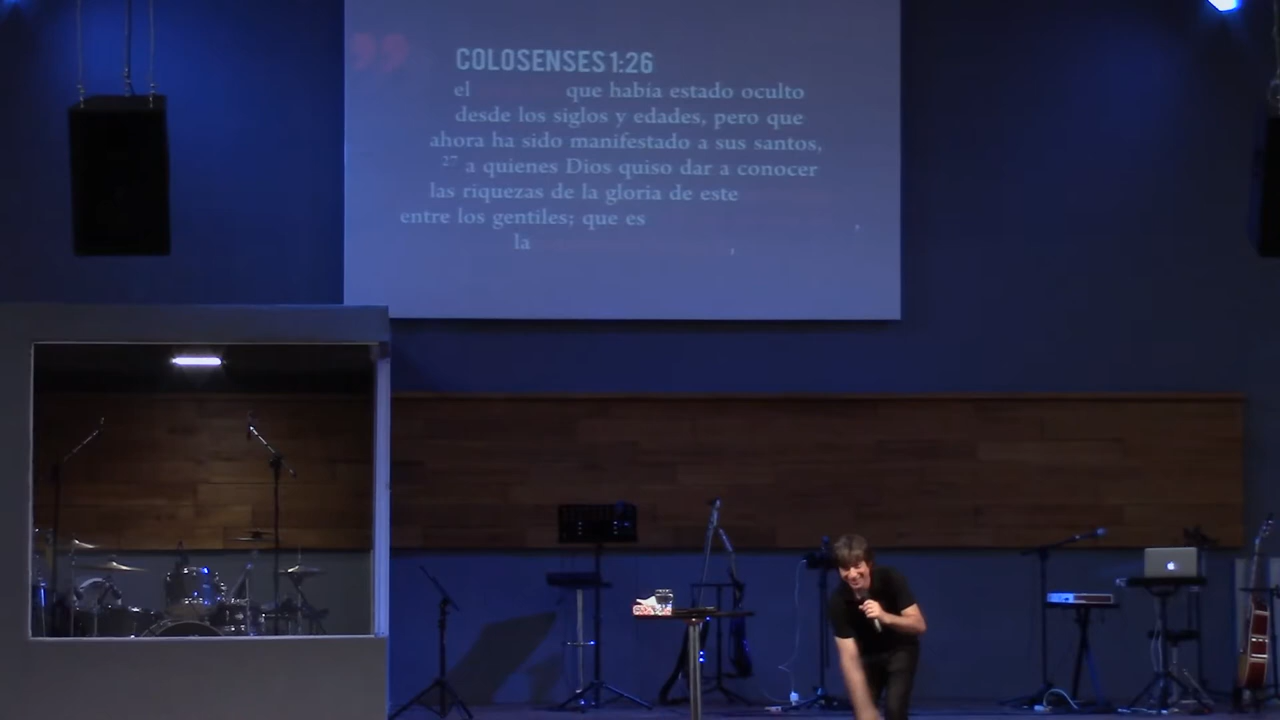 COLOSENSES 1:26
el que había estado oculto
desde los siglos y edades, pero que
ahora ha sido manifestado a sus santos,
27 a quienes Dios quiso dar a conocer
las riquezas de la gloria de este
entre los gentiles; que es ,
la ,